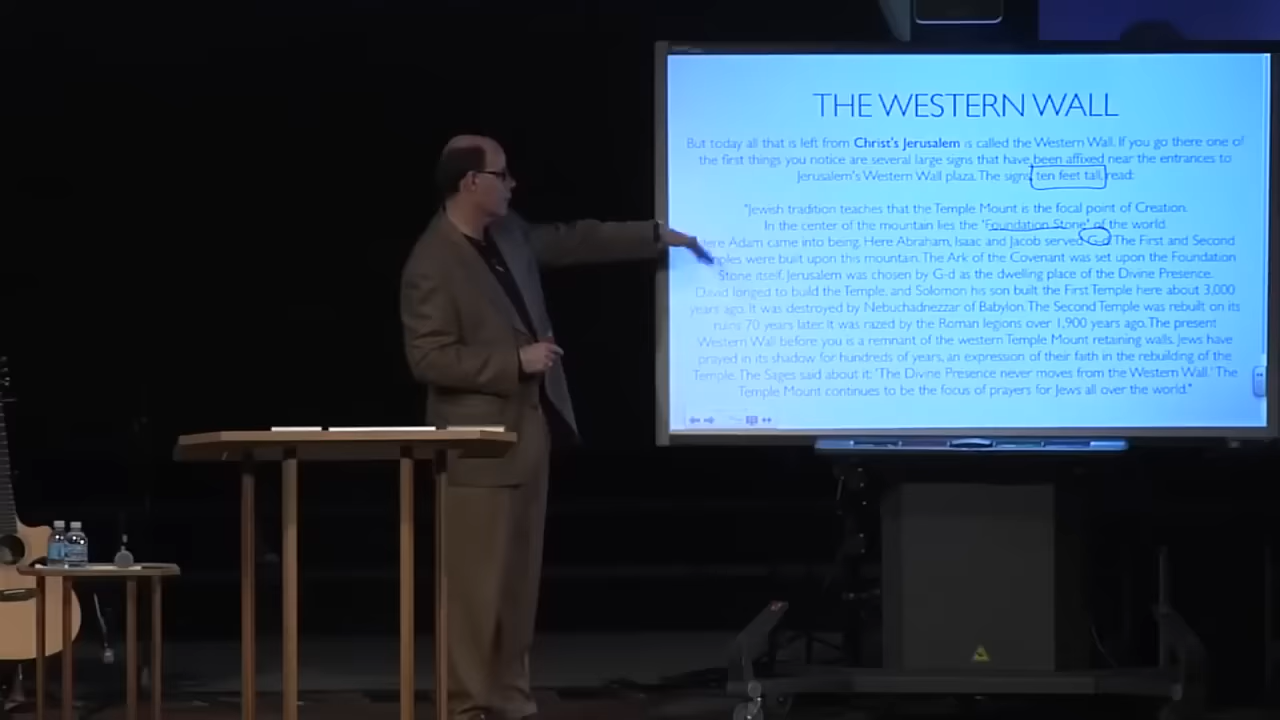 THE WESTERN WALL
But today all that is left from Christ's Jerusalem is called the Western Wall. If you go there one of
the first things you notice are several large signs that have been affixed near the entrances to
Jerusalem's Western Wall plaza. The signs, ten feet tall, read:
"Jewish tradition teaches that the Temple Mount is the focal point of Creation.
In the center of the mountain lies the 'Foundation Stone' of the world.
Adam came into being. Here Abraham, Isaac and Jacob served G-d. The First and Second
were built upon this mountain. The Ark of the Covenant was set upon the Foundation
Stone itself. Jerusalem was chosen by G-d as the dwelling place of the Divine Presence.
David longed to build the Temple, and Solomon his son built the First Temple here about 3,000
years ago. It was destroyed by Nebuchadnezzar of Babylon. The Second Temple was rebuilt on its
ruins 70 years later. It was razed by the Roman legions over 1,900 years ago. The present
Western Wall before you is a remnant of the western Temple Mount retaining walls. Jews have
prayed in its shadow for hundreds of years, an expression of their faith in the rebuilding of the
Temple. The Sages said about it: 'The Divine Presence never moves from the Western Wall.' The
Temple Mount continues to be the focus of prayers for Jews all over the world."